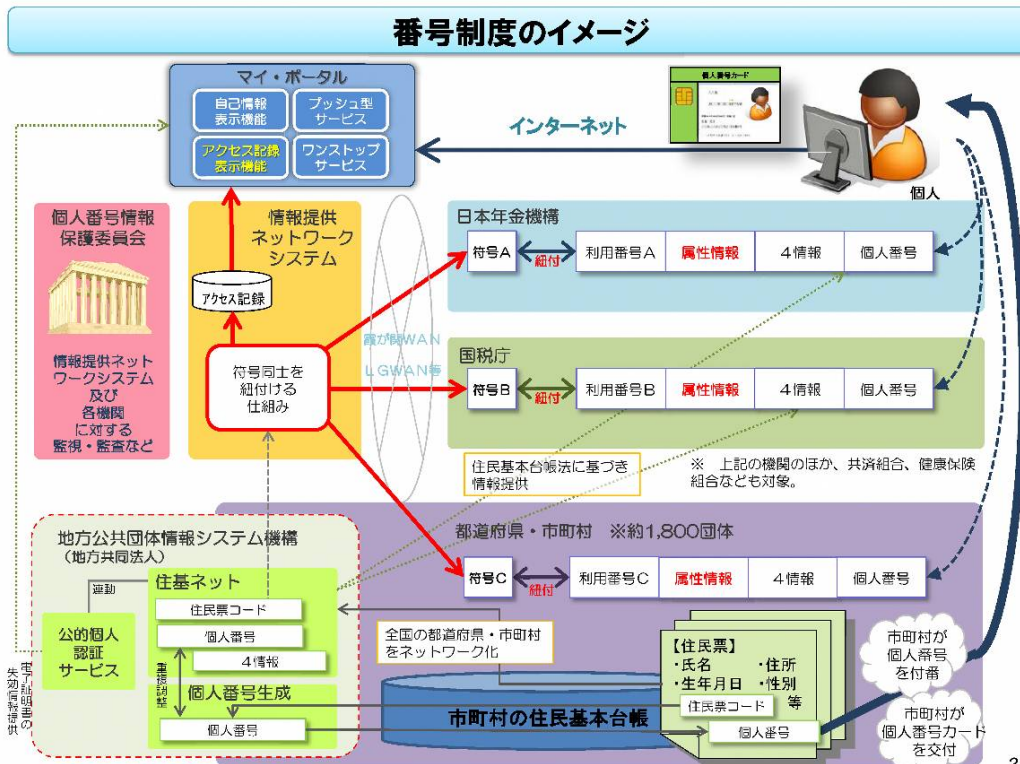 番号制度のイメージ
マイ・ポータル
自己情報
表示機能
プッシュ型
サービス
アクセス記録
表示機能
ワンストップ
サービス
インターネット
個人番号カード
個人
個人番号情報
保護委員会
情報提供ネット
ワークシステム
及び
各機関
に対する
監視・監査など
情報提供
ネットワーク
システム
アクセス記録
符号同士を
紐付ける
仕組み
霞が関WAN
LGWAN等
日本年金機構
符号A
紐付
利用番号A
属性情報
4情報
個人番号
国税庁
符号B
紐付
利用番号B
属性情報
4情報
個人番号
住民基本台帳法に基づき
情報提供
※ 上記の機関のほか、共済組合、健康保険
組合なども対象。
都道府県・市町村 ※約1,800団体
符号C
紐付
利用番号C
属性情報
4情報
個人番号
地方公共団体情報システム機構
(地方共同法人)
連動
住基ネット
住民票コード
個人番号
4情報
公的個人
認証
サービス
重複調整
個人番号生成
個人番号
電子証明書の
失効情報提供
全国の都道府県・市町村
をネットワーク化
市町村の住民基本台帳
【住民票】
・氏名 ・住所
・生年月日 ・性別
等
住民票コード
個人番号
市町村が
個人番号
を付番
市町村が
個人番号カード
を交付